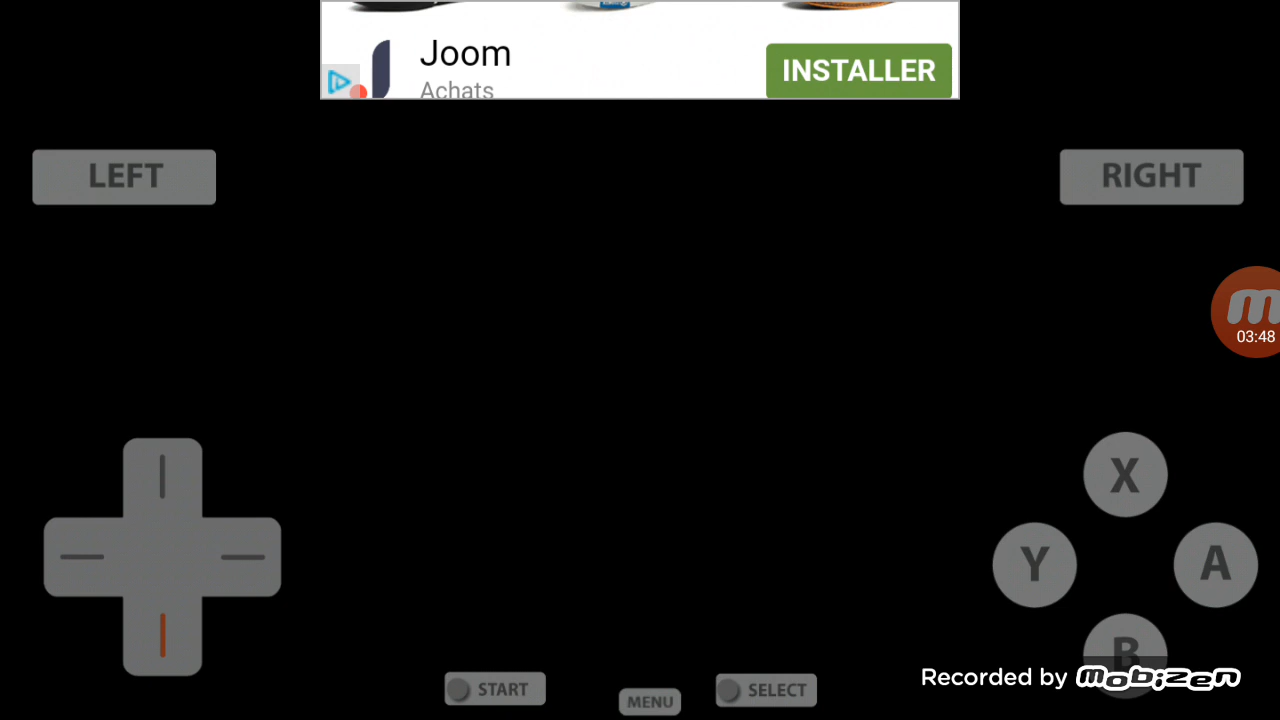 Joom
Achats
INSTALLER
LEFT
RIGHT
03:48
X
Y
A
B
Recorded by mobizen
START
SELECT
MENU